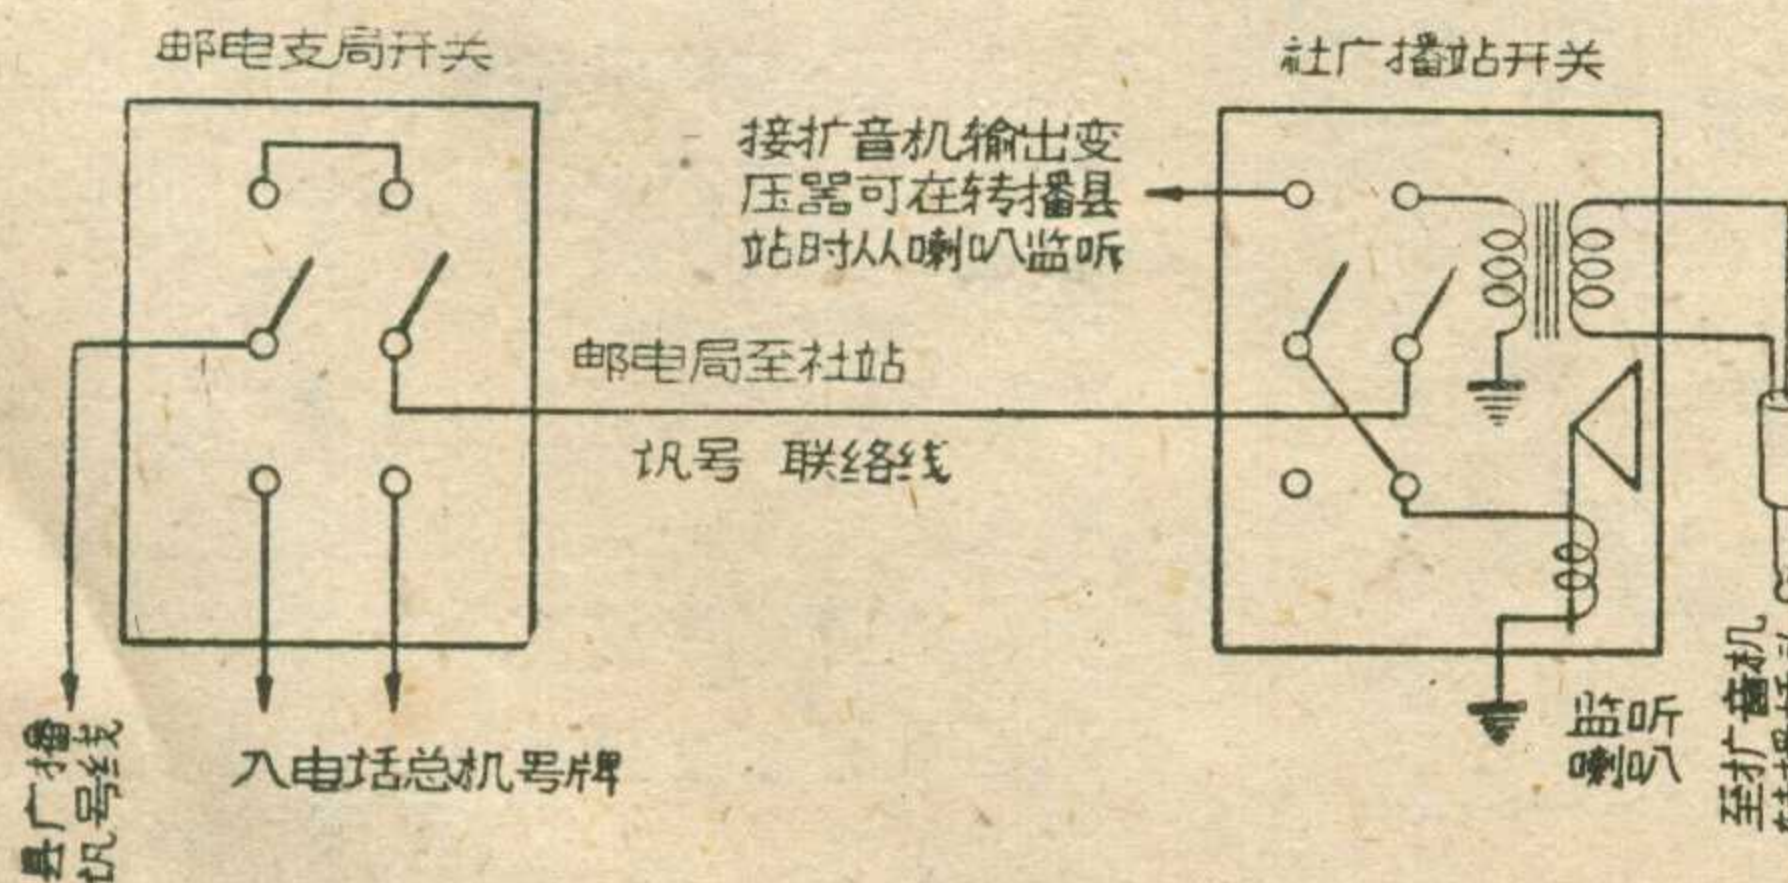 邮电支局开关
社广播站开关
接扩音机输出变
压器可在转播县
站时从喇叭监听
邮电局至社站
讯号 联络线
县广播
讯号线
入电话总机号牌
监听
喇叭
至扩音机